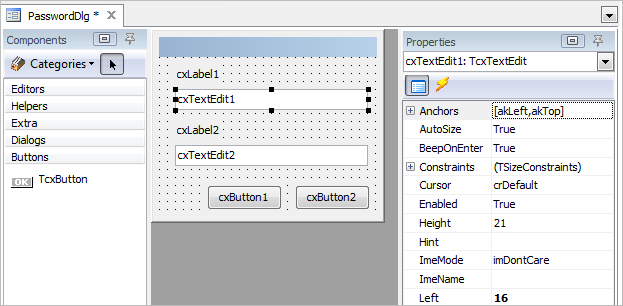 PasswordDlg *
Components
Categories
Editors
Helpers
Extra
Dialogs
Buttons
OK TcxButton
cxLabel1
cxTextEdit1
cxLabel2
cxTextEdit2
cxButton1 cxButton2
Properties
cxTextEdit1: TcxTextEdit
Anchors [akLeft,akTop]
AutoSize True
BeepOnEnter True
Constraints (TSizeConstraints)
Cursor crDefault
Enabled True
Height 21
Hint
ImeMode imDontCare
ImeName
Left 16